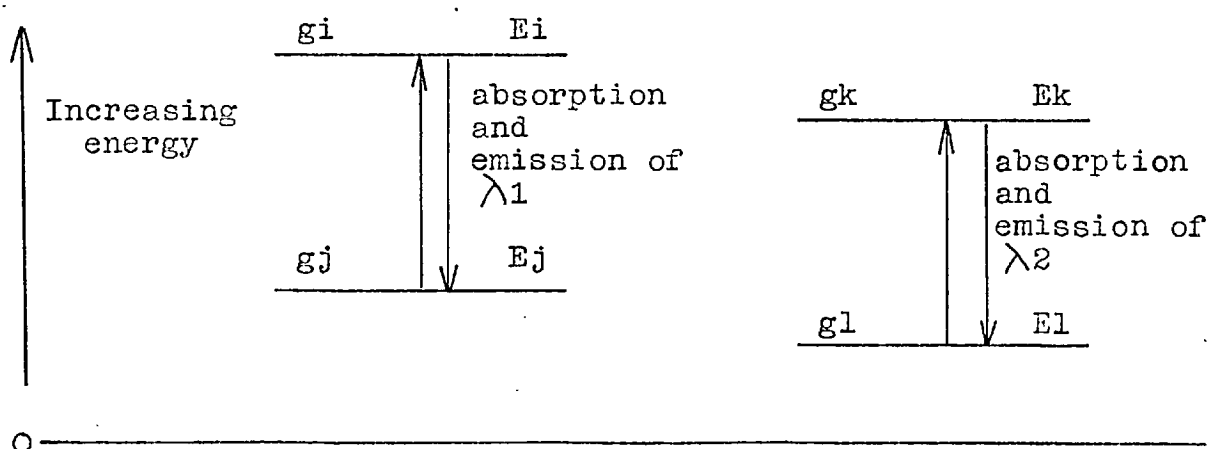 gi Ei
Increasing
energy
absorption
and
emission of
λ1
gj Ej
gk Ek
absorption
and
emission of
λ2
gl El
O